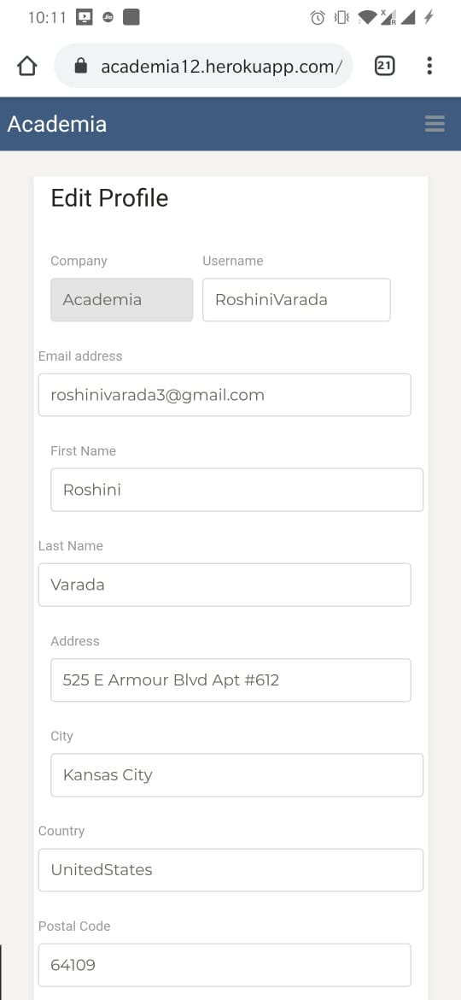 10:11
Jio
X
R
academia12.herokuapp.com/
21
Academia
Edit Profile
Company Username
Academia RoshiniVarada
Email address
roshinivarada3@gmail.com
First Name
Roshini
Last Name
Varada
Address
525 E Armour Blvd Apt #612
City
Kansas City
Country
UnitedStates
Postal Code
64109